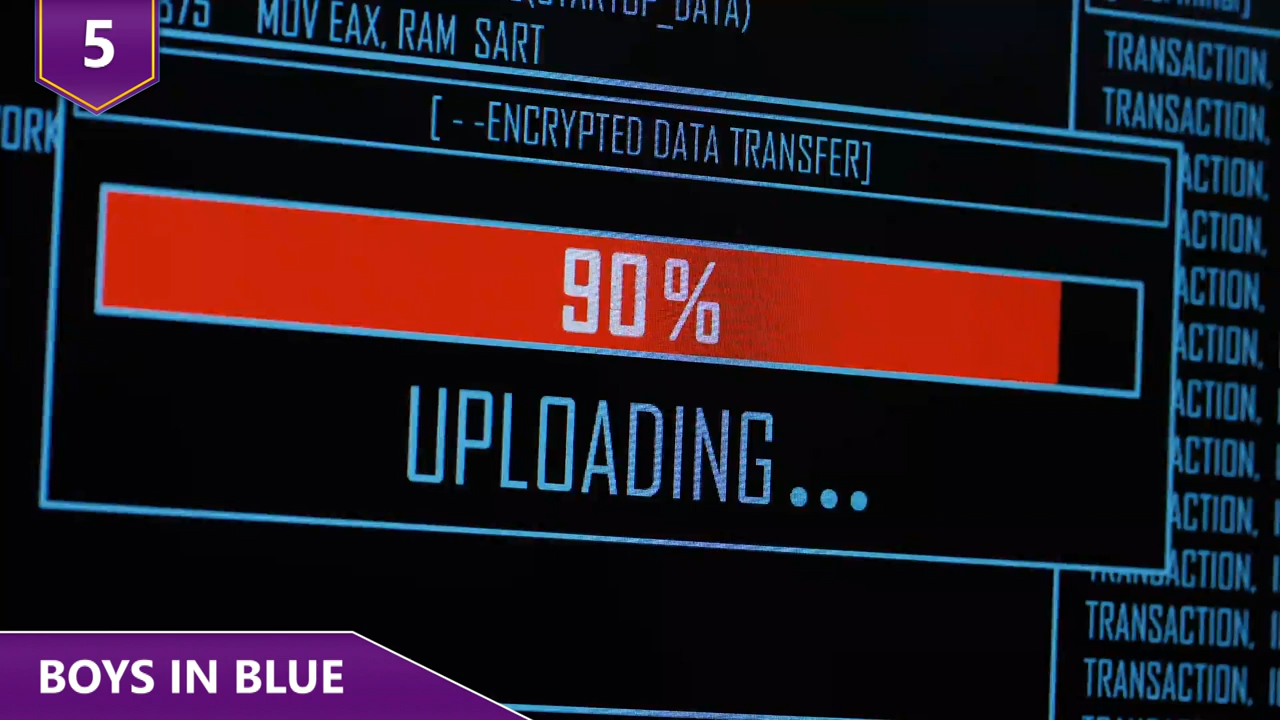 5
MOV EAX, RAM SART
[ - -ENCRYPTED DATA TRANSFER]
90%
UPLOADING...
TRANSACTION,
TRANSACTION,
ACTION,
ACTION,
ACTION,
ACTION,
ACTION,
ACTION,
ACTION,
ACTION,
TRANSACTION,
TRANSACTION,
BOYS IN BLUE